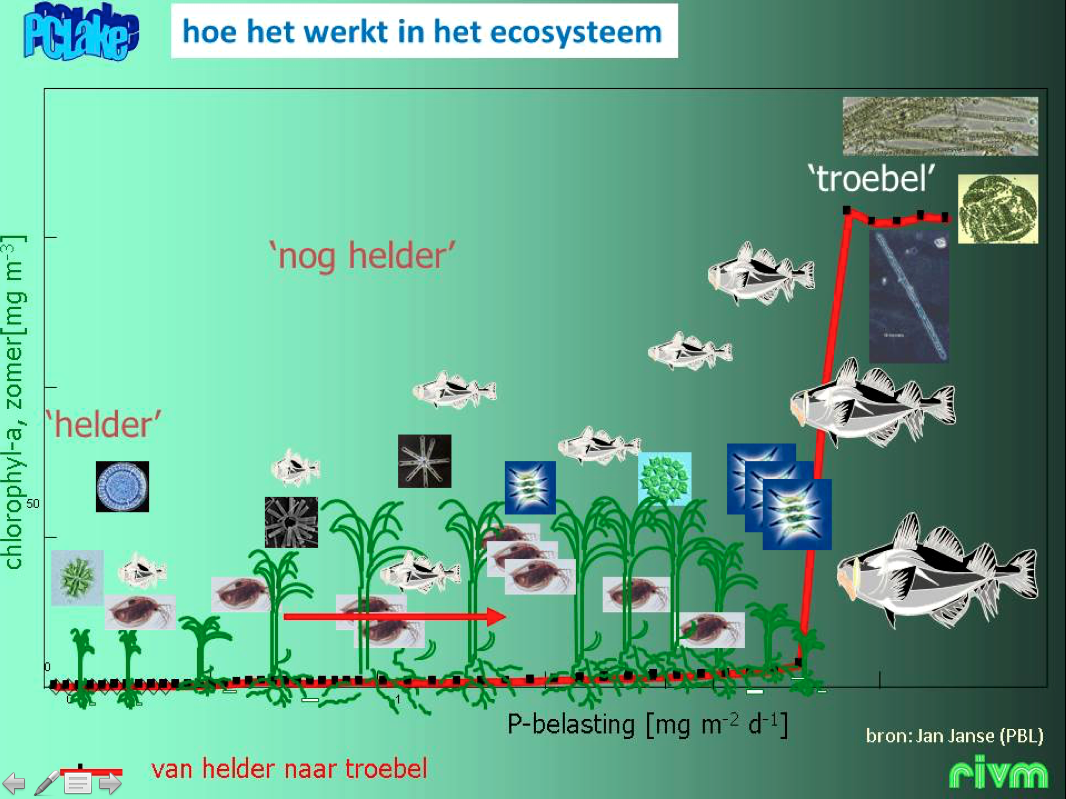 PCLake
hoe het werkt in het ecosysteem
'troebel'
'nog helder'
'helder'
chlorophyl-a, zomer[mg m-3]
50
0
0
1
P-belasting [mg m-2 d-1]
bron: Jan Janse (PBL)
van helder naar troebel
rivm